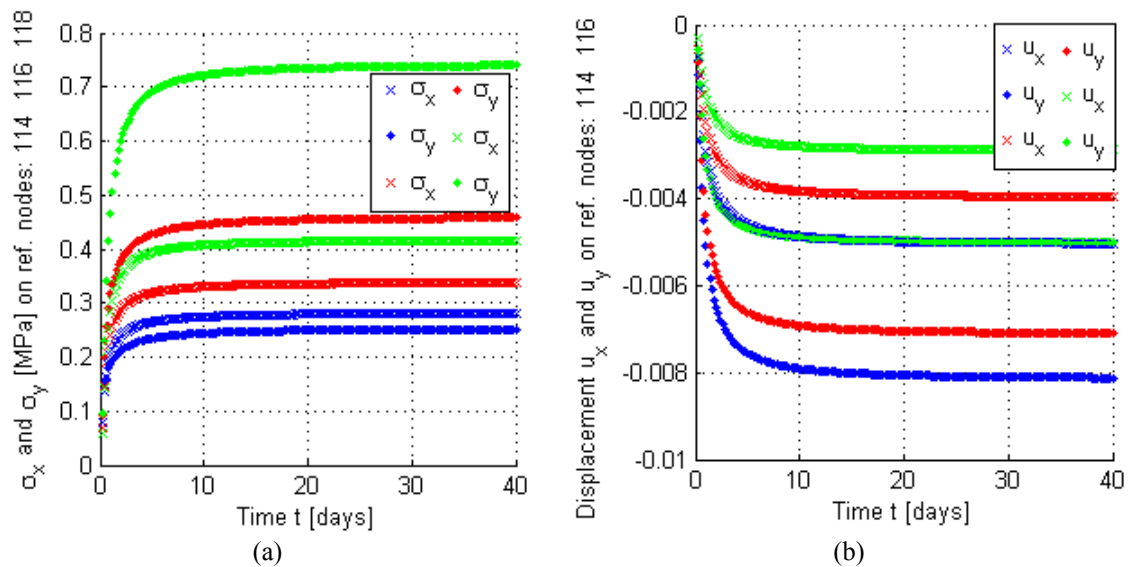 σx and σy [MPa] on ref. nodes: 114 116 118
0.8
0.7
0.6
0.5
0.4
0.3
0.2
0.1
0
0 10 20 30 40
Time t [days]
σx σy
σy σx
σx σy
(a)
Displacement ux and uy on ref. nodes: 114 116
0
-0.002
-0.004
-0.006
-0.008
-0.01
0 10 20 30 40
Time t [days]
ux uy
uy ux
ux uy
(b)